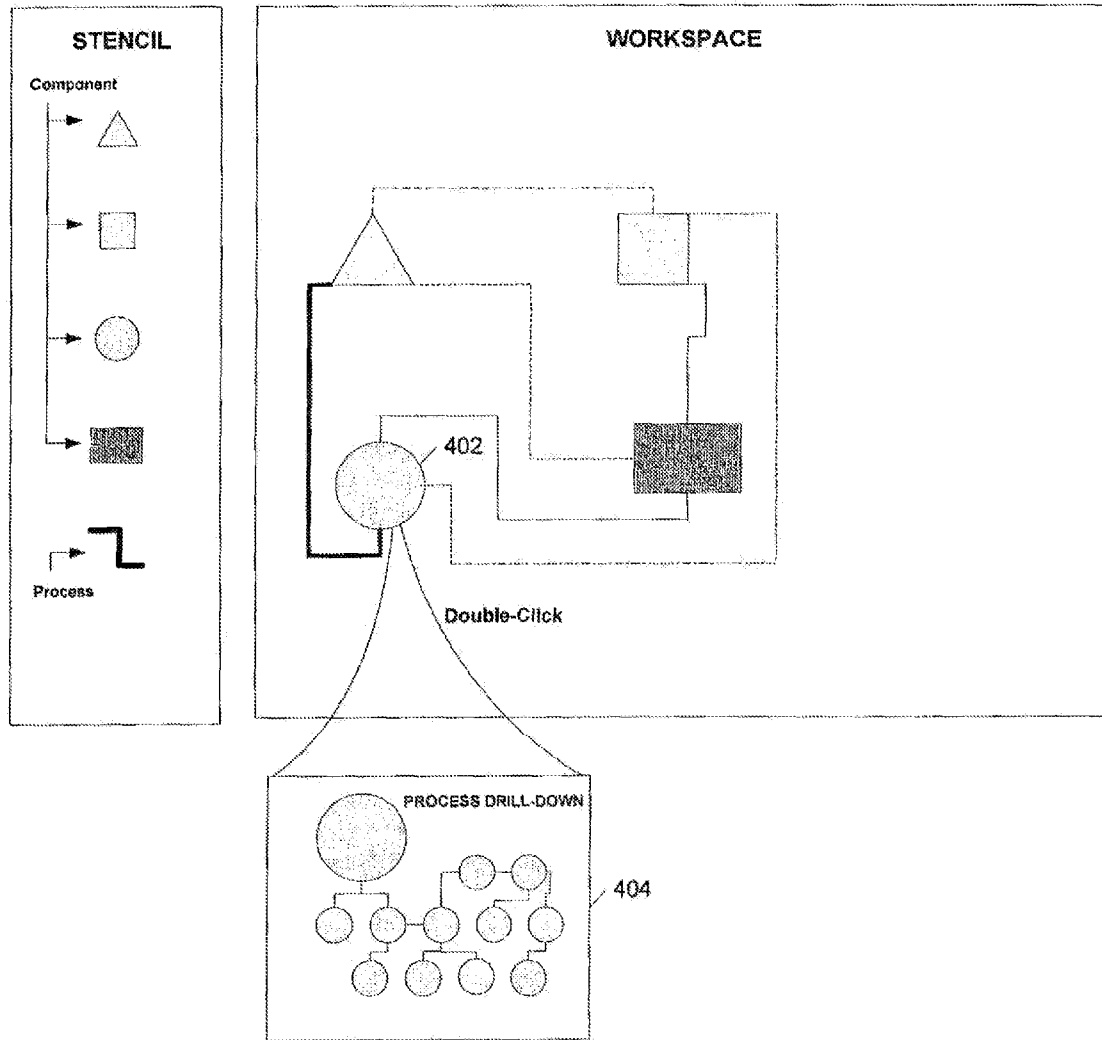 STENCIL
Component
Process
WORKSPACE
402
Double-Click
PROCESS DRILL-DOWN
404